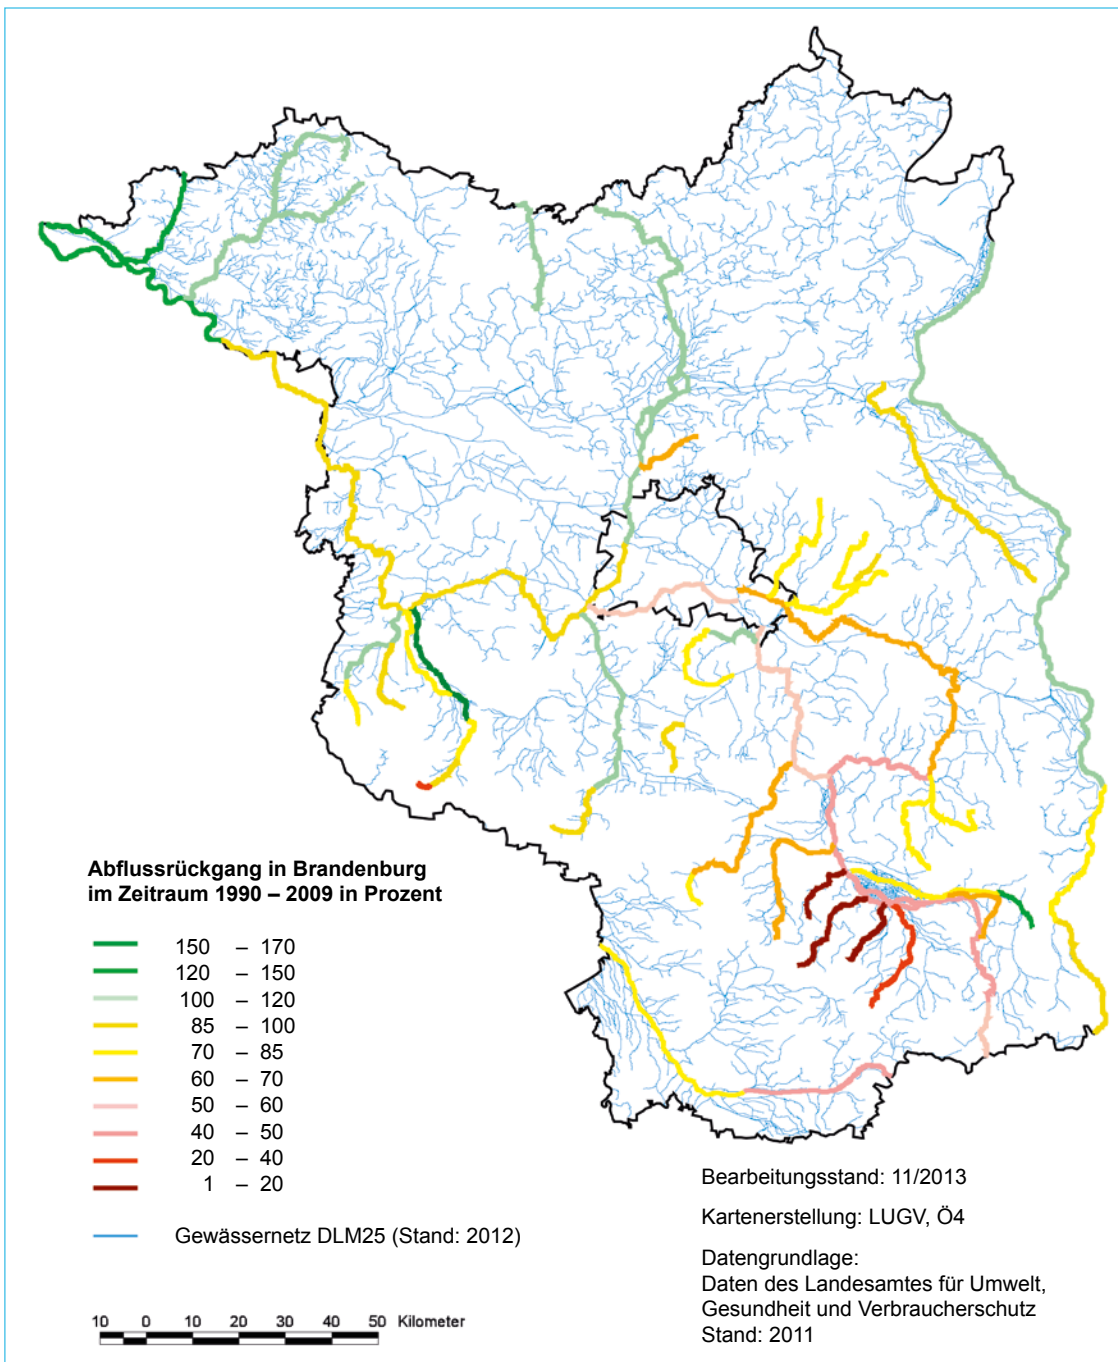 Abflussrückgang in Brandenburg
im Zeitraum 1990 – 2009 in Prozent
150 – 170
120 – 150
100 – 120
85 – 100
70 – 85
60 – 70
50 – 60
40 – 50
20 – 40
1 – 20
Gewässernetz DLM25 (Stand: 2012)
10 0 10 20 30 40 50 Kilometer
Bearbeitungsstand: 11/2013
Kartenerstellung: LUGV, Ö4
Datengrundlage:
Daten des Landesamtes für Umwelt,
Gesundheit und Verbraucherschutz
Stand: 2011